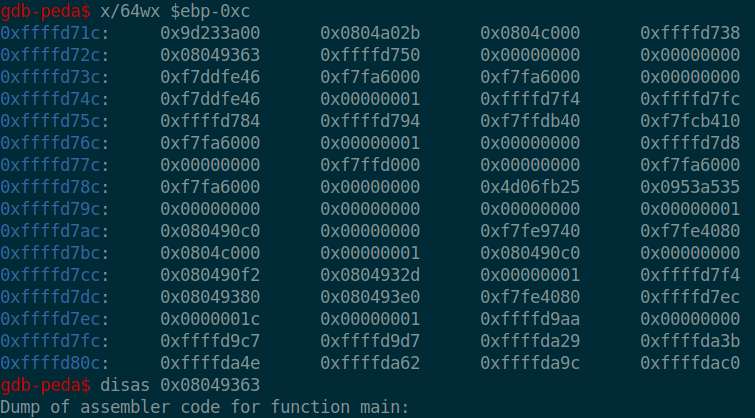 gdb-peda$ x/64wx $ebp-0xc
0xffffd71c: 0x9d233a00 0x0804a02b 0x0804c000 0xffffd738
0xffffd72c: 0x08049363 0xffffd750 0x00000000 0x00000000
0xffffd73c: 0xf7ddfe46 0xf7fa6000 0xf7fa6000 0x00000000
0xffffd74c: 0xf7ddfe46 0x00000001 0xffffd7f4 0xffffd7fc
0xffffd75c: 0xffffd784 0xffffd794 0xf7ffdb40 0xf7fcb410
0xffffd76c: 0xf7fa6000 0x00000001 0x00000000 0xffffd7d8
0xffffd77c: 0x00000000 0xf7ffd000 0x00000000 0xf7fa6000
0xffffd78c: 0xf7fa6000 0x00000000 0x4d06fb25 0x0953a535
0xffffd79c: 0x00000000 0x00000000 0x00000000 0x00000001
0xffffd7ac: 0x080490c0 0x00000000 0xf7fe9740 0xf7fe4080
0xffffd7bc: 0x0804c000 0x00000001 0x080490c0 0x00000000
0xffffd7cc: 0x080490f2 0x0804932d 0x00000001 0xffffd7f4
0xffffd7dc: 0x08049380 0x080493e0 0xf7fe4080 0xffffd7ec
0xffffd7ec: 0x0000001c 0x00000001 0xffffd9aa 0x00000000
0xffffd7fc: 0xffffd9c7 0xffffd9d7 0xffffda29 0xffffda3b
0xffffd80c: 0xffffda4e 0xffffda62 0xffffda9c 0xffffdac0
gdb-peda$ disas 0x08049363
Dump of assembler code for function main: